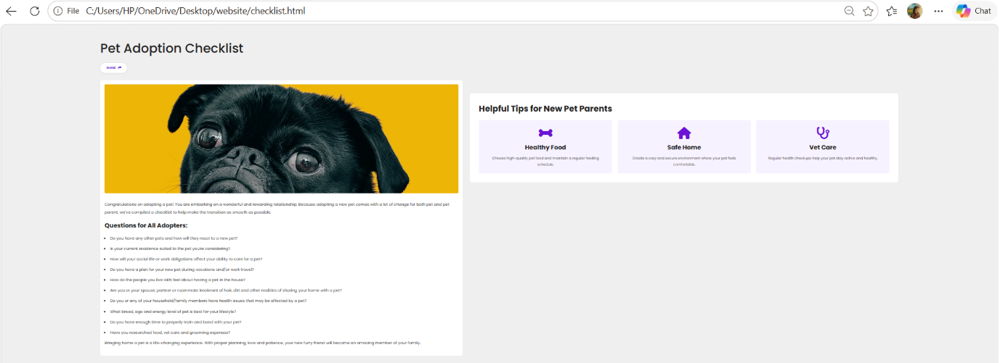 File C:/Users/HP/OneDrive/Desktop/website/checklist.html
Chat
Pet Adoption Checklist
SHARE
Congratulations on adopting a pet! You are embarking on a wonderful and rewarding relationship. Because adopting a new pet comes with a lot of change for both pet and pet
parent, we've compiled a checklist to help make the transition as smooth as possible.
Questions for All Adopters:
• Do you have any other pets and how will they react to a new pet?
• Is your current residence suited to the pet you're considering?
• How will your social life or work obligations affect your ability to care for a pet?
• Do you have a plan for your new pet during vacations and/or work travel?
• How do the people you live with feel about having a pet in the house?
• Are you or your spouse, partner or roommate intolerant of hair, dirt and other realities of sharing your home with a pet?
• Do you or any of your household/family members have health issues that may be affected by a pet?
• What breed, age and energy level of pet is best for your lifestyle?
• Do you have enough time to properly train and bond with your pet?
• Have you researched food, vet care and grooming expenses?
Bringing home a pet is a life-changing experience. With proper planning, love and patience, your new furry friend will become an amazing member of your family.
Helpful Tips for New Pet Parents
Healthy Food
Choose high-quality pet food and maintain a regular feeding
schedule.
Safe Home
Create a cozy and secure environment where your pet feels
comfortable.
Vet Care
Regular health checkups help your pet stay active and healthy.